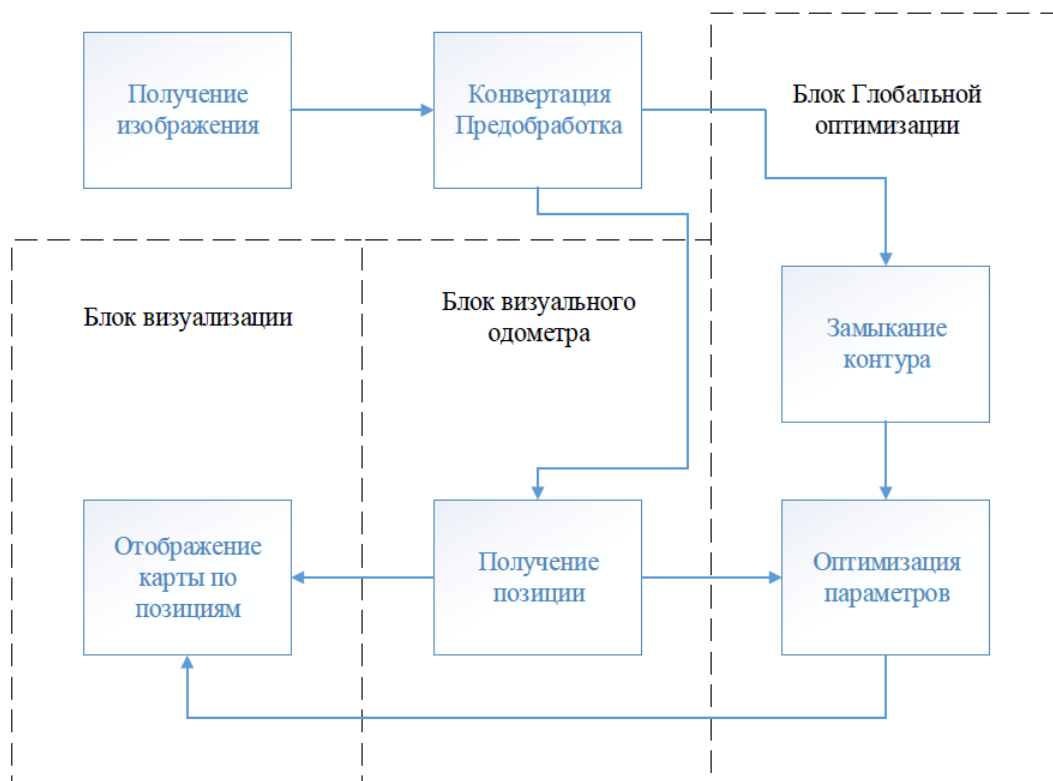 Получение
изображения
Конвертация
Предобработка
Блок Глобальной
оптимизации
Блок визуализации
Блок визуального
одометра
Замыкание
контура
Отображение
карты по
позициям
Получение
позиции
Оптимизация
параметров